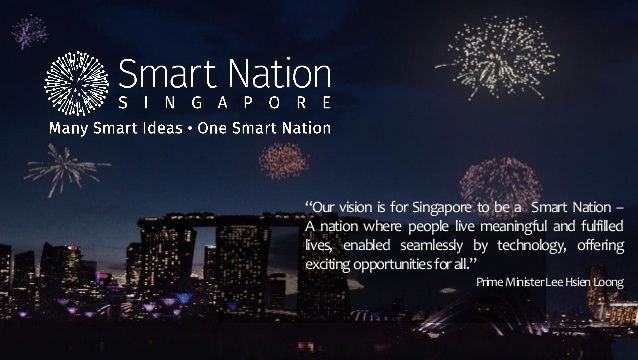 Smart Nation
SINGAPORE
Many Smart Ideas • One Smart Nation
“Our vision is for Singapore to be a Smart Nation –
A nation where people live meaningful and fulfilled
lives, enabled seamlessly by technology, offering
exciting opportunities for all.”
Prime Minister Lee Hsien Loong